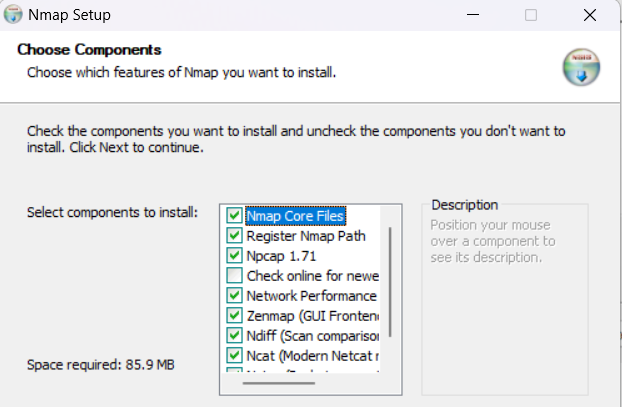 Nmap Setup
Choose Components
Choose which features of Nmap you want to install.
Check the components you want to install and uncheck the components you don't want to
install. Click Next to continue.
Select components to install:
Nmap Core Files
Register Nmap Path
Npcap 1.71
Check online for newe
Network Performance
Zenmap (GUI Fronten
Ndiff (Scan comparison
Ncat (Modern Netcat r
Description
Position your mouse
over a component to
see its description.
Space required: 85.9 MB